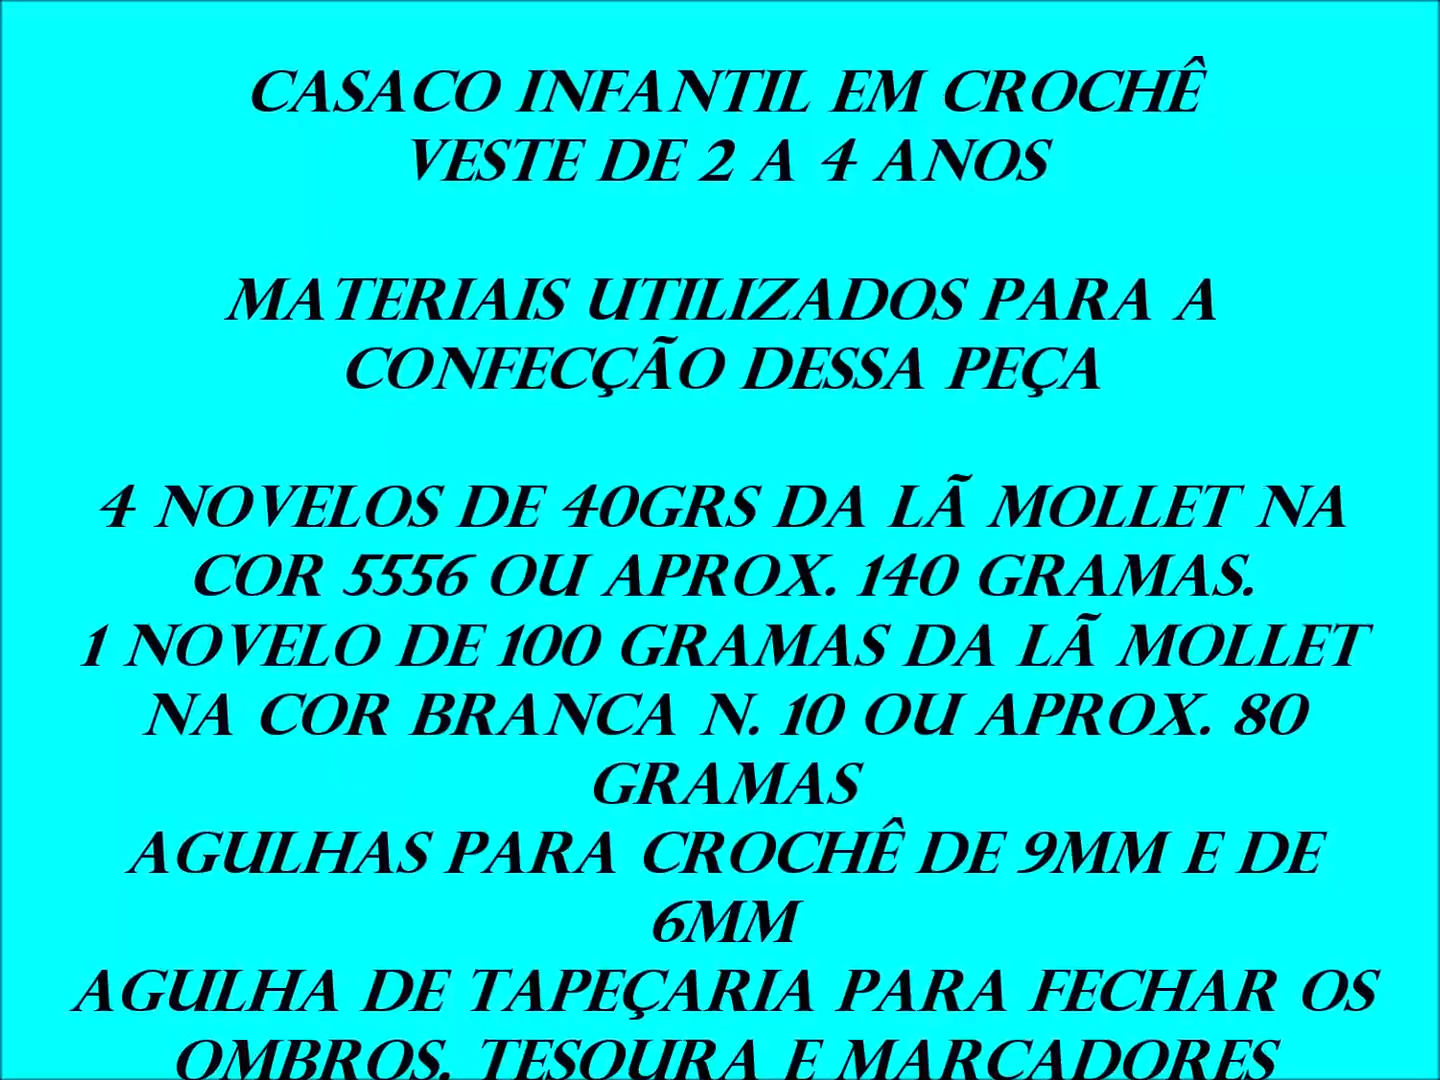 CASACO INFANTIL EM CROCHÊ
VESTE DE 2 A 4 ANOS
MATERIAIS UTILIZADOS PARA A
CONFECÇÃO DESSA PEÇA
4 NOVELOS DE 40GRS DA LÃ MOLLET NA
COR 5556 OU APROX. 140 GRAMAS.
1 NOVELO DE 100 GRAMAS DA LÃ MOLLET
NA COR BRANCA N. 10 OU APROX. 80
GRAMAS
AGULHAS PARA CROCHÊ DE 9MM E DE
6MM
AGULHA DE TAPEÇARIA PARA FECHAR OS
OMBROS. TESOURA E MARCADORES